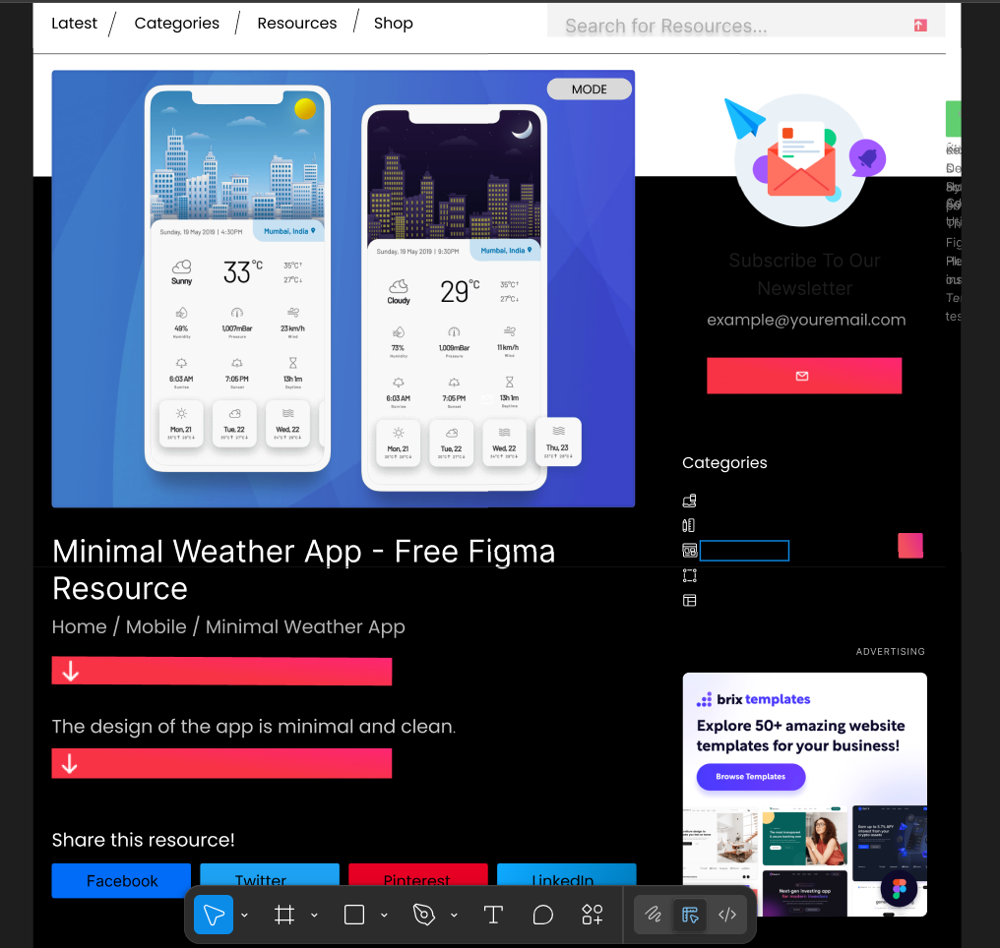 Latest / Categories / Resources / Shop
Search for Resources...
MODE
Sunday, 19 May 2019 | 4:30PM
Mumbai, India
33°C
35°C↑
27°C↓
Sunny
49%
1,007mBar
23 km/h
Humidity
Pressure
Wind
6:03 AM
7:05 PM
13h 1m
Sunrise
Sunset
Daytime
Mon, 21
Tue, 22
Wed, 22
Sunday, 19 May 2019 | 9:30PM
Mumbai, India
29°C
35°C↑
27°C↓
Cloudy
73%
1,009mBar
11 km/h
Humidity
Pressure
Wind
6:03 AM
7:05 PM
13h 1m
Sunrise
Sunset
Daytime
Mon, 21
Tue, 22
Wed, 22
Thu, 23
Subscribe To Our
Newsletter
example@youremail.com
Categories
Minimal Weather App - Free Figma
Resource
Home / Mobile / Minimal Weather App
The design of the app is minimal and clean.
Share this resource!
Facebook
Twitter
Pinterest
LinkedIn
ADVERTISING
brix templates
Explore 50+ amazing website
templates for your business!
Browse Templates
Next-gen investing app
for modern investors